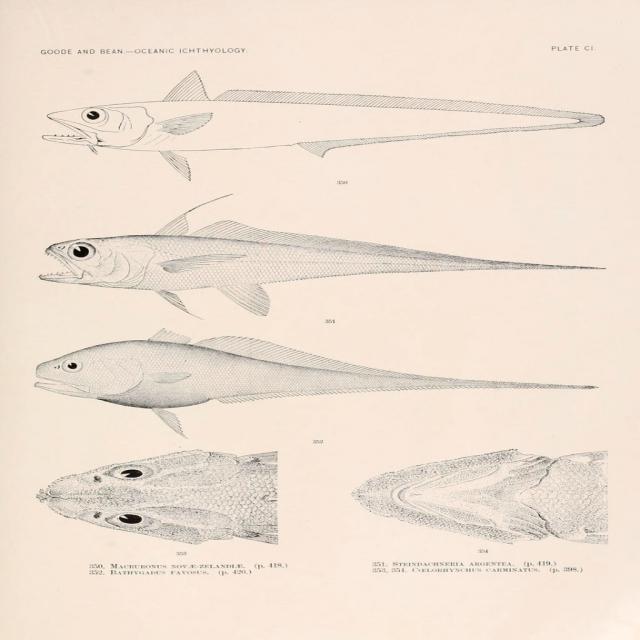 GOODE AND BEAN.—OCEANIC ICHTHYOLOGY.
PLATE CI.
350
351
352
353
354
350. MACRURONUS NOVÆ-ZELANDIÆ. (p. 418.)
352. BATHYGADUS FAVOSUS. (p. 420.)
351. STEINDACHNERIA ARGENTEA. (p. 419.)
353, 354. CŒLORHYNCHUS CARMINATUS. (p. 398.)